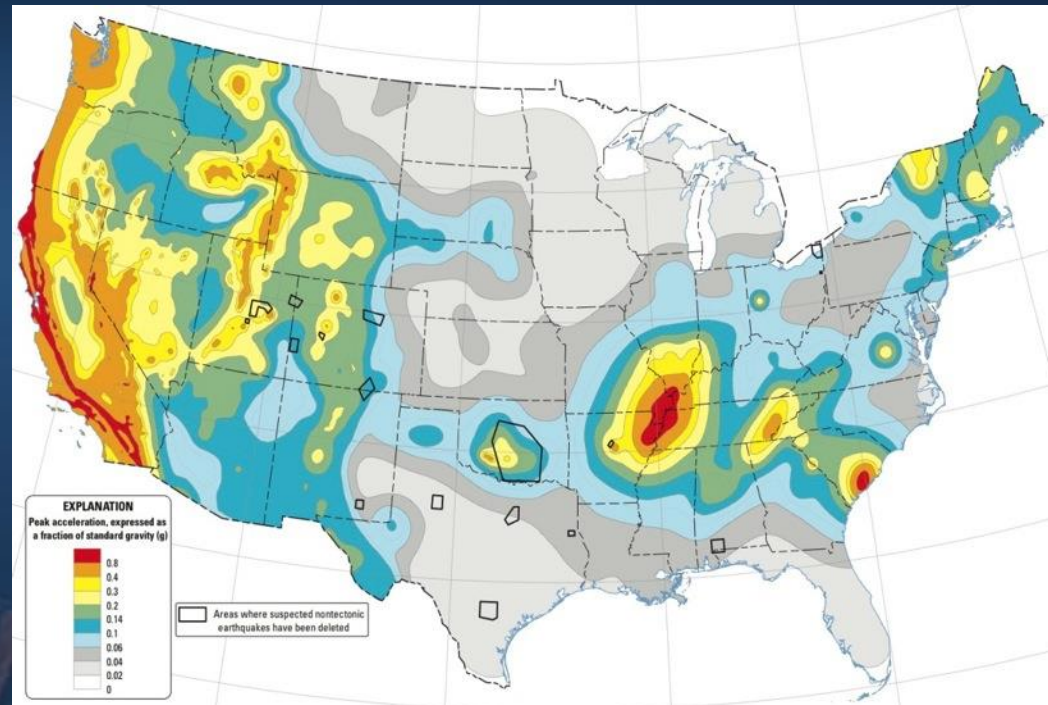 EXPLANATION
Peak acceleration, expressed as
a fraction of standard gravity (g)
0.8
0.4
0.3
0.2
0.14
0.1
0.06
0.04
0.02
0
Areas where suspected nontectonic
earthquakes have been deleted